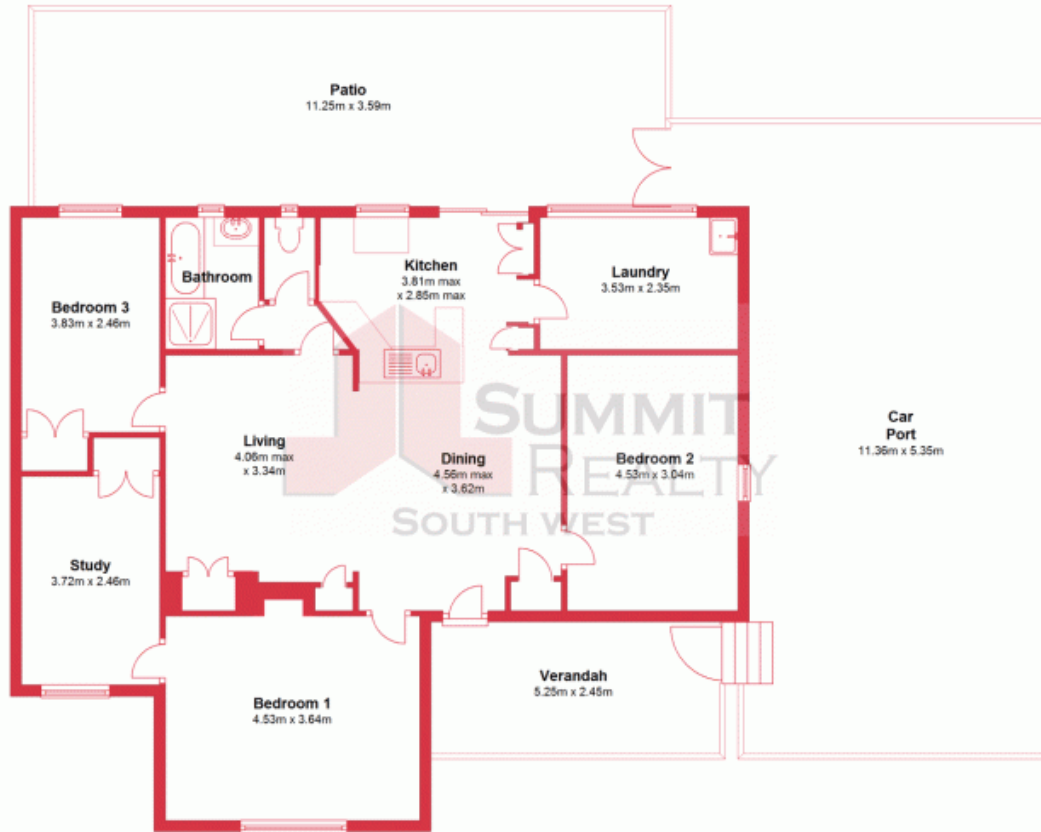 Patio
11.25m x 3.59m
Bathroom
Kitchen
3.81m max
x 2.85m max
Laundry
3.53m x 2.35m
Bedroom 3
3.83m x 2.46m
Living
4.06m max
x 3.34m
Dining
4.56m max
x 3.62m
Bedroom 2
4.53m x 3.04m
Car
Port
11.36m x 5.35m
SUMMIT
REALTY
SOUTH WEST
Study
3.72m x 2.46m
Bedroom 1
4.53m x 3.64m
Verandah
5.25m x 2.45m